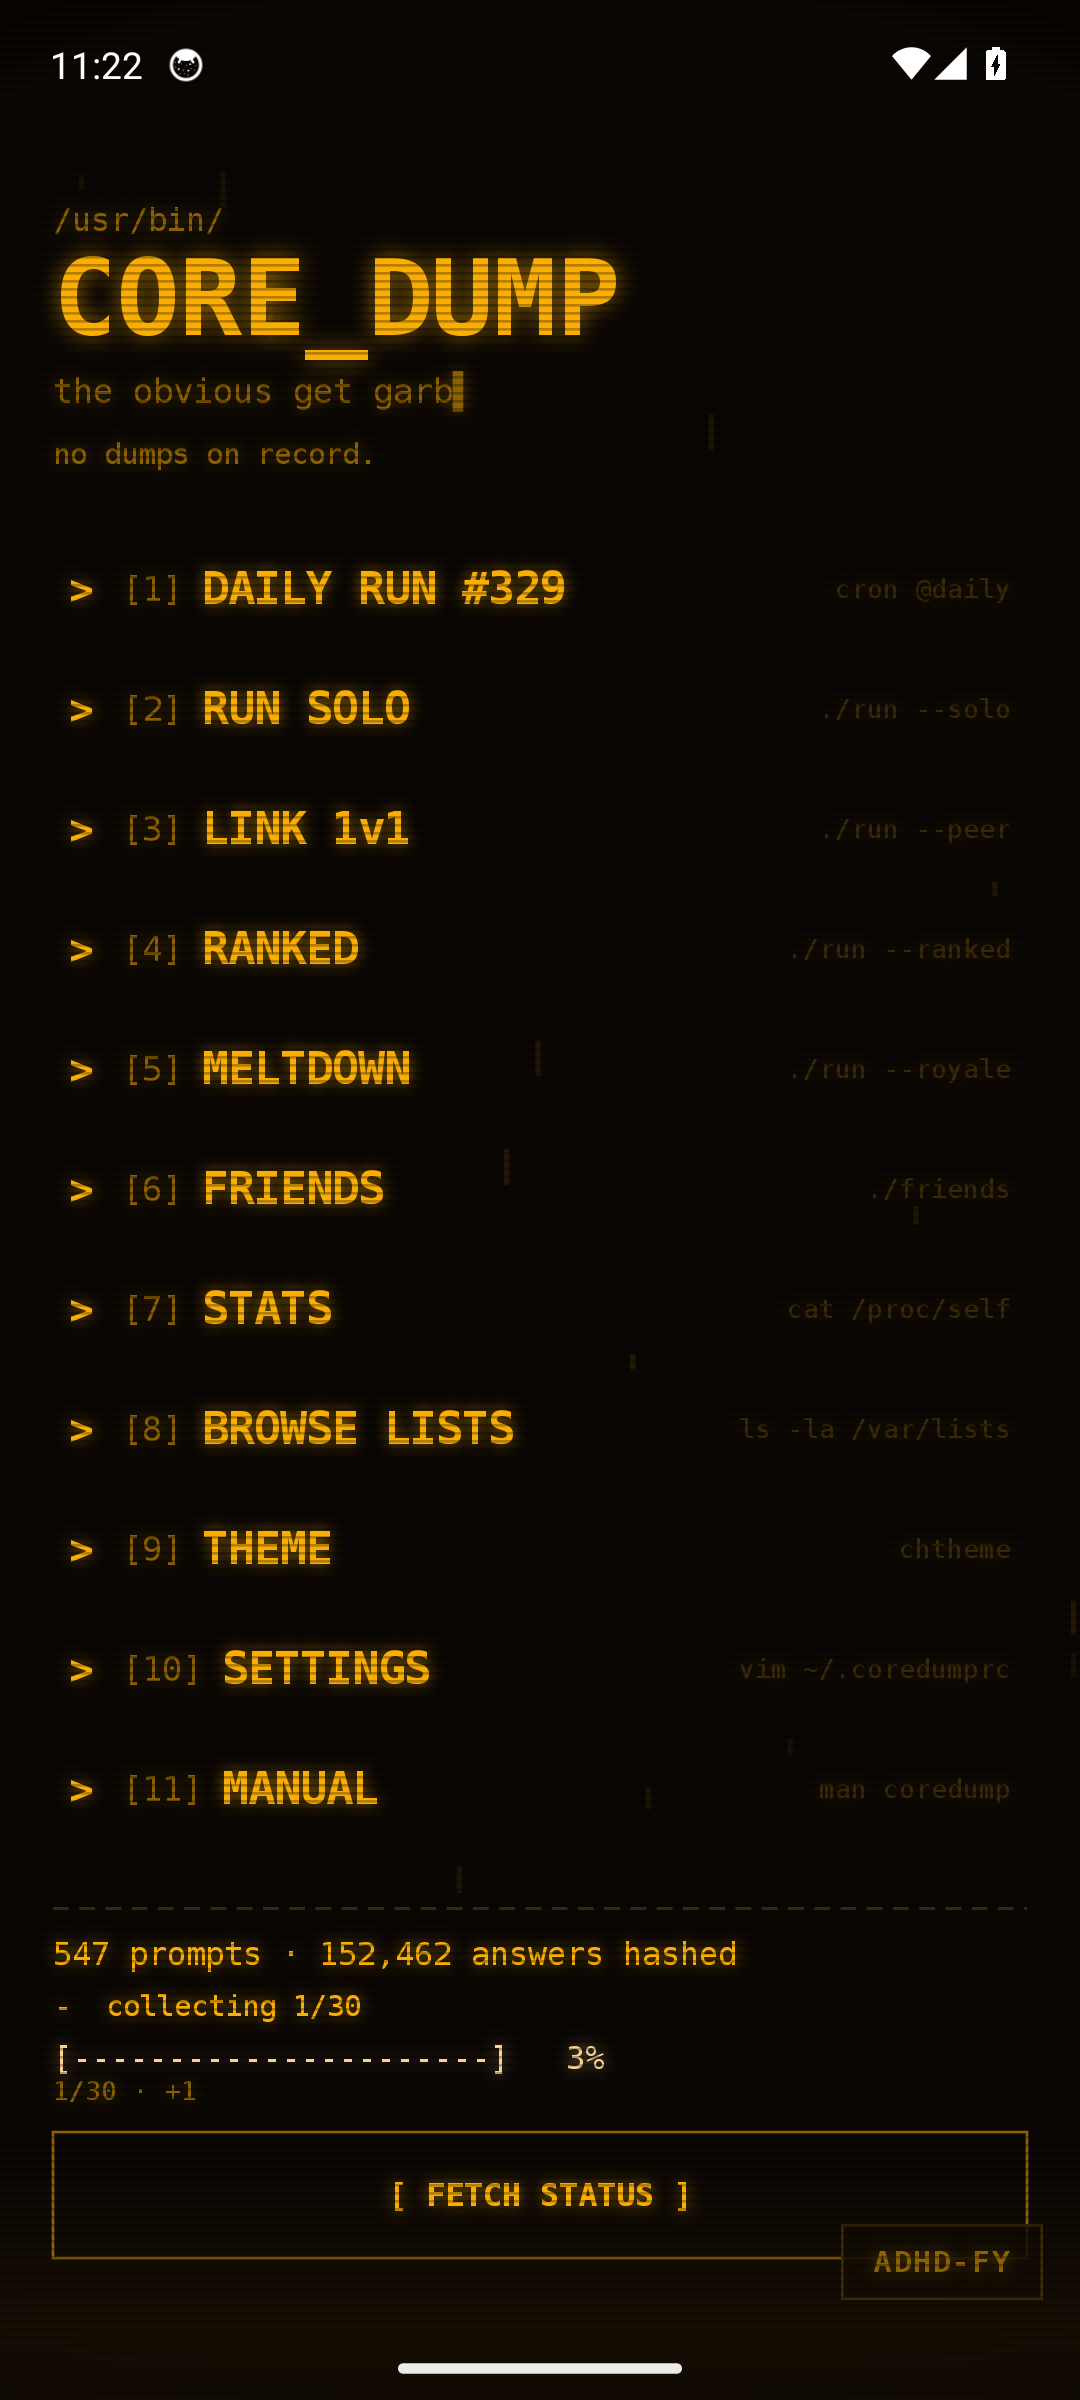 11:22
/usr/bin/
CORE_DUMP
the obvious get garb
no dumps on record.
> [1] DAILY RUN #329 cron @daily
> [2] RUN SOLO ./run --solo
> [3] LINK 1v1 ./run --peer
> [4] RANKED ./run --ranked
> [5] MELTDOWN ./run --royale
> [6] FRIENDS ./friends
> [7] STATS cat /proc/self
> [8] BROWSE LISTS ls -la /var/lists
> [9] THEME chtheme
> [10] SETTINGS vim ~/.coredumprc
> [11] MANUAL man coredump
547 prompts · 152,462 answers hashed
- collecting 1/30
[----------------------] 3%
1/30 · +1
[ FETCH STATUS ]
ADHD-FY